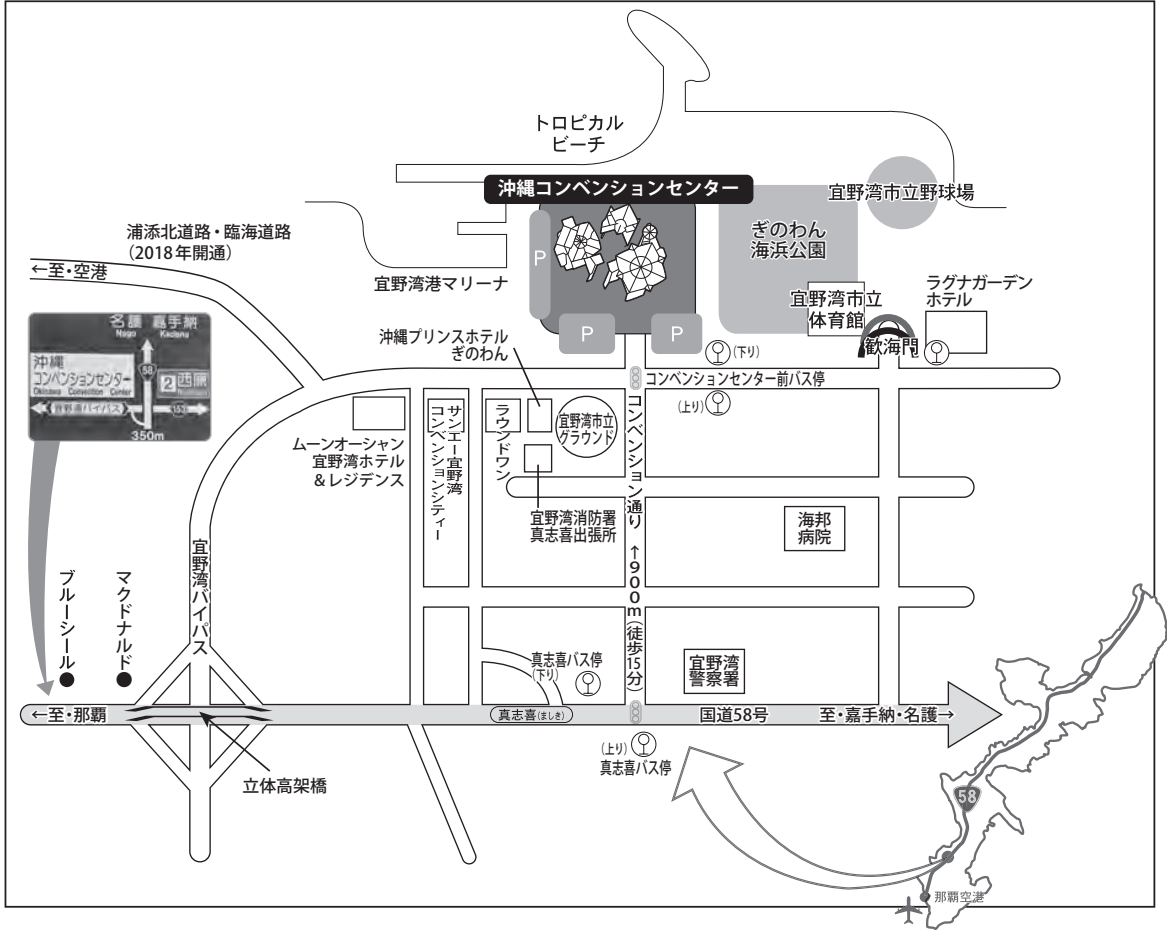 トロピカル
ビーチ
沖縄コンベンションセンター
宜野湾市立野球場
ぎのわん
海浜公園
浦添北道路・臨海道路
(2018年開通)
←至・空港
P
宜野湾港マリーナ
宜野湾市立
体育館
ラグナガーデン
ホテル
歓海門
P
P
名護 嘉手納
Nago Kadena
58
沖縄
コンベンションセンター
Okinawa Convention Center
2 西原
宜野湾バイパス
153
350m
沖縄プリンスホテル
ぎのわん
(下り)
コンベンションセンター前バス停
(上り)
ムーンオーシャン
宜野湾ホテル
&レジデンス
サンエー宜野湾
コンベンションシティー
ラウンドワン
宜野湾市立
グラウンド
宜野湾消防署
真志喜出張所
コンベンション通り ↑900m(徒歩15分)
海邦
病院
宜野湾バイパス
ブルーシール
マクドナルド
真志喜バス停
(下り)
宜野湾
警察署
←至・那覇
真志喜(ましき)
国道58号
至・嘉手納・名護→
(上り)
真志喜バス停
立体高架橋
58
那覇空港